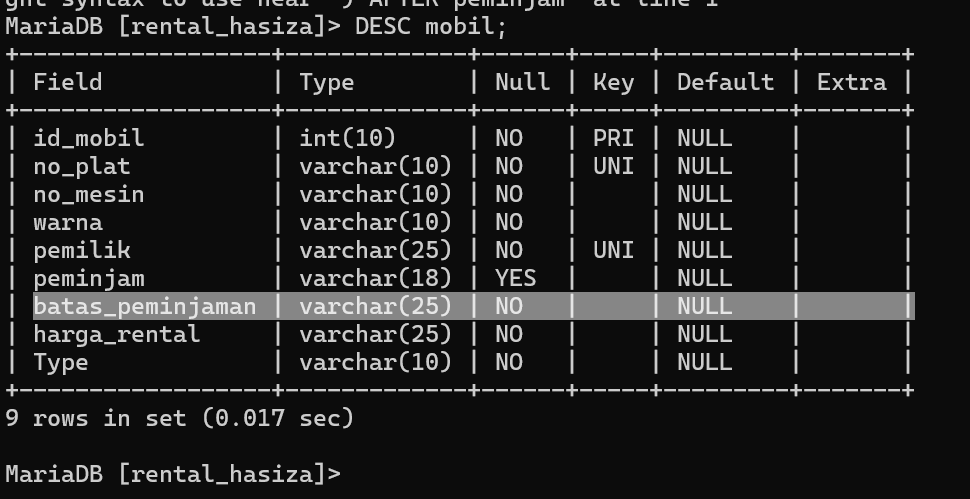 ght syntax to use near ') AFTER peminjam' at line 1
MariaDB [rental_hasiza]> DESC mobil;
+------------------+-------------+------+-----+---------+-------+
| Field            | Type        | Null | Key | Default | Extra |
+------------------+-------------+------+-----+---------+-------+
| id_mobil         | int(10)     | NO   | PRI | NULL    |       |
| no_plat          | varchar(10) | NO   | UNI | NULL    |       |
| no_mesin         | varchar(10) | NO   |     | NULL    |       |
| warna            | varchar(10) | NO   |     | NULL    |       |
| pemilik          | varchar(25) | NO   | UNI | NULL    |       |
| peminjam         | varchar(18) | YES  |     | NULL    |       |
| batas_peminjaman | varchar(25) | NO   |     | NULL    |       |
| harga_rental     | varchar(25) | NO   |     | NULL    |       |
| Type             | varchar(10) | NO   |     | NULL    |       |
+------------------+-------------+------+-----+---------+-------+
9 rows in set (0.017 sec)
MariaDB [rental_hasiza]>